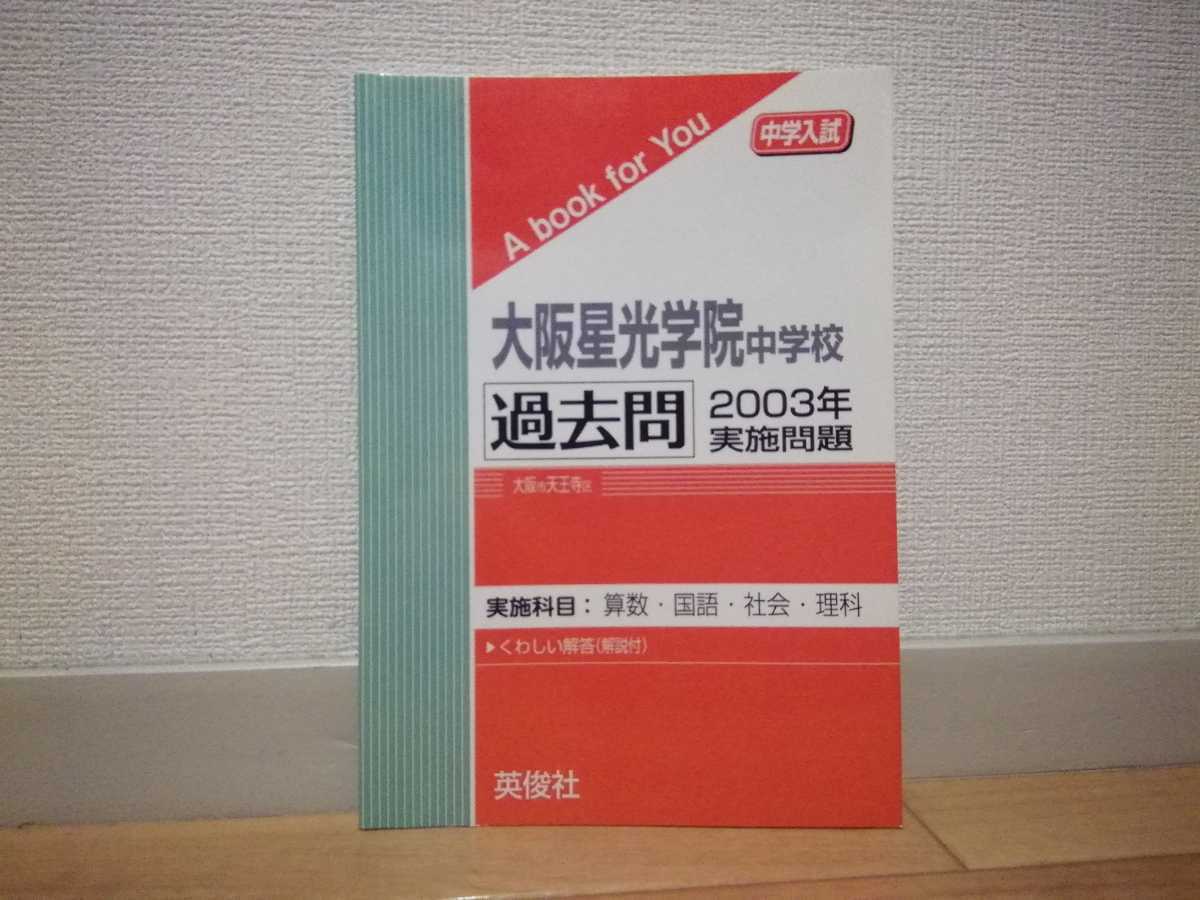 A book for You
中学入試
大阪星光学院中学校
過去問
2003年
実施問題
大阪市天王寺区
実施科目：算数・国語・社会・理科
▶くわしい解答(解説付)
英俊社